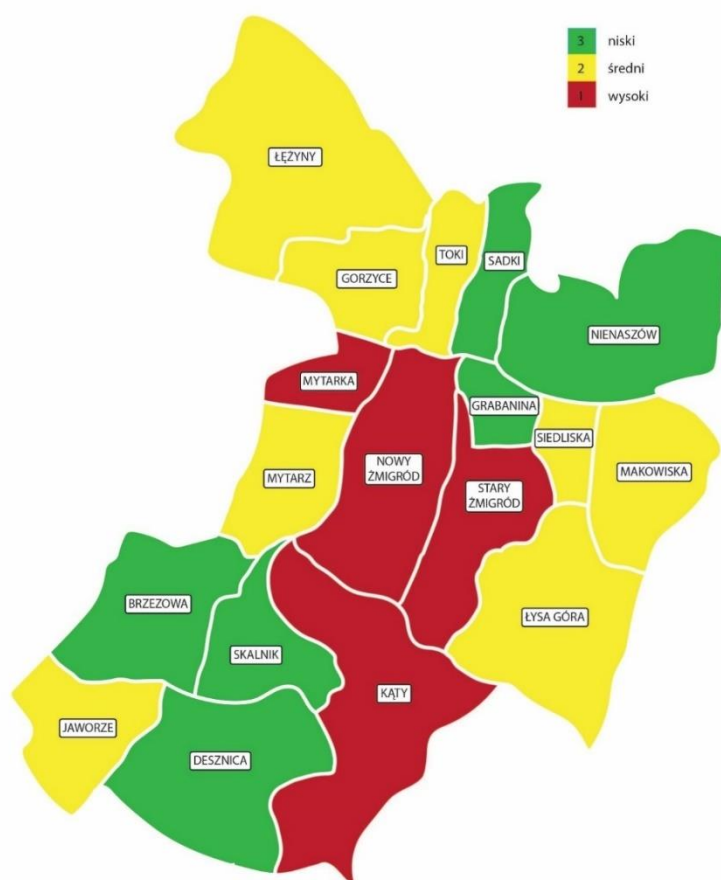 3 niski
2 średni
1 wysoki
ŁĘŻYNY
TOKI
SADKI
GORZYCE
NIENASZÓW
MYTARKA
GRABANINA
SIEDLISKA
NOWY
ŻMIGRÓD
MAKOWISKA
MYTARZ
STARY
ŻMIGRÓD
BRZEZOWA
ŁYSA GÓRA
SKALNIK
KĄTY
JAWORZE
DESZNICA